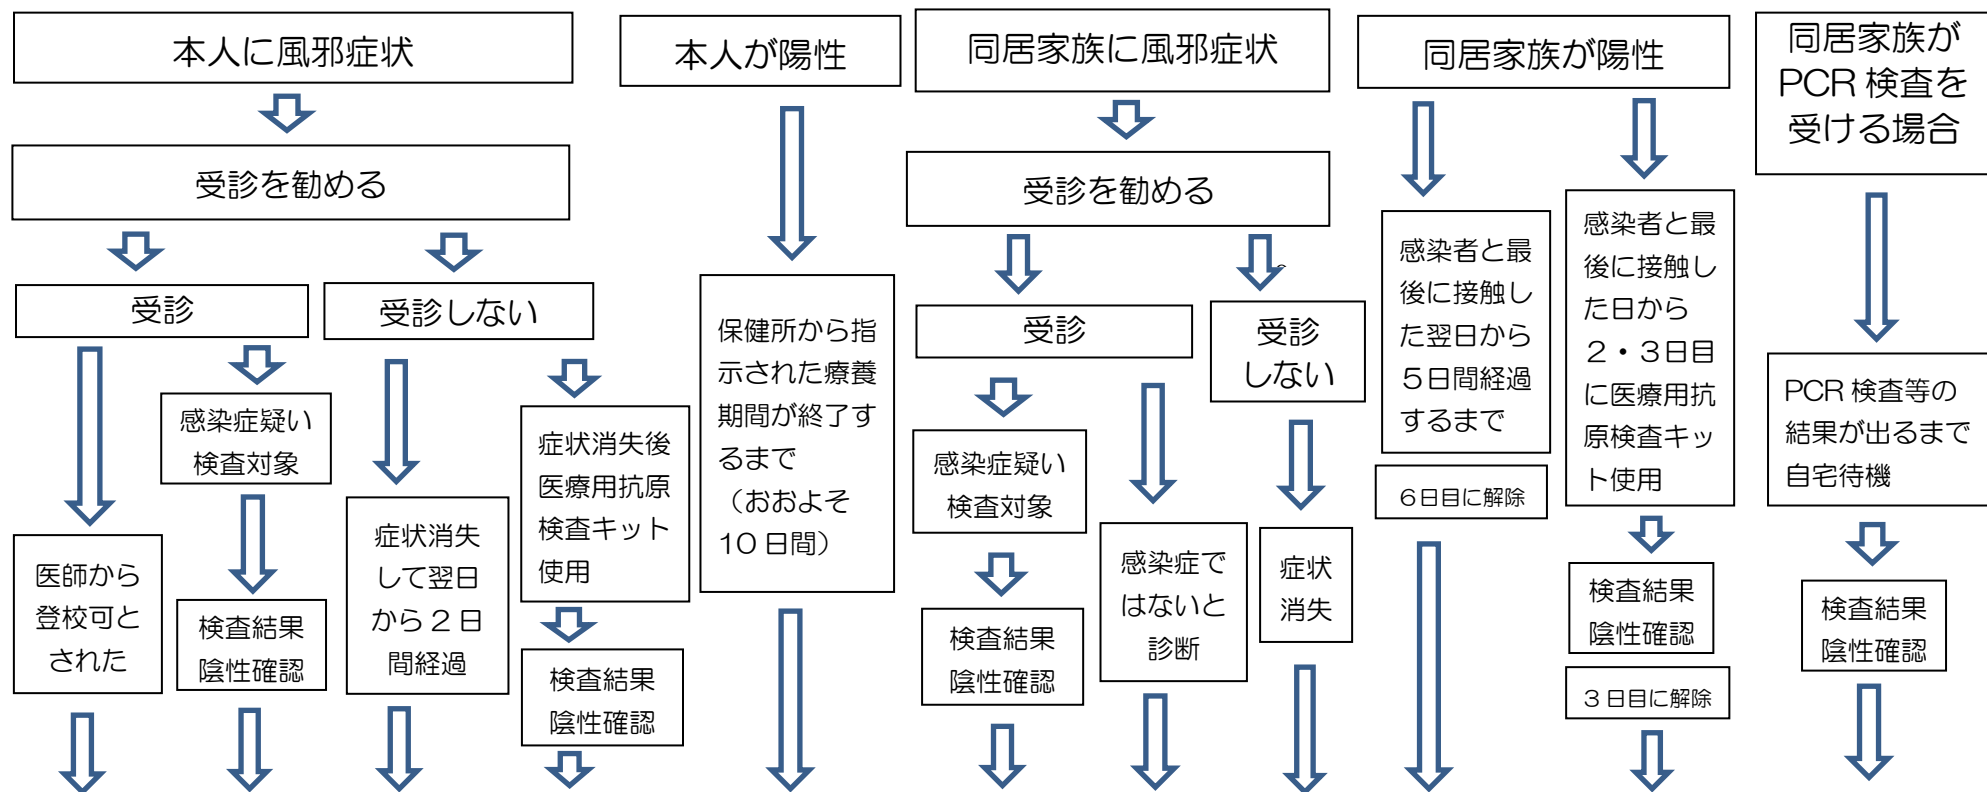 本人に風邪症状
本人が陽性
同居家族に風邪症状
同居家族が陽性
同居家族が
PCR 検査を
受ける場合
受診を勧める
受診を勧める
受診
受診しない
保健所から指
示された療養
期間が終了す
るまで
(おおよそ
10 日間)
受診
受診
しない
感染者と最
後に接触し
た翌日から
5日間経過
するまで
感染者と最
後に接触し
た日から
2・3日目
に医療用抗
原検査キッ
ト使用
PCR 検査等の
結果が出るまで
自宅待機
感染症疑い
検査対象
症状消失後
医療用抗原
検査キット
使用
感染症疑い
検査対象
6日目に解除
医師から
登校可と
された
検査結果
陰性確認
症状消失
して翌日
から2日
間経過
検査結果
陰性確認
検査結果
陰性確認
感染症で
はないと
診断
症状
消失
検査結果
陰性確認
3日目に解除
検査結果
陰性確認